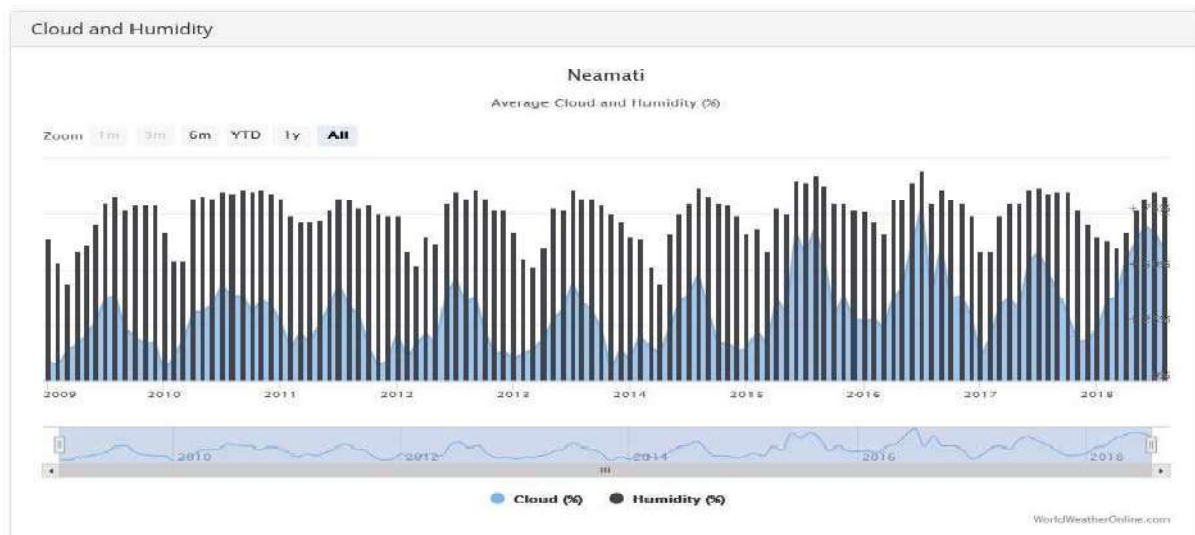 Cloud and Humidity
Neamati
Average Cloud and Humidity (%)
Zoom 1m 3m 6m YTD 1y All
2009 2010 2011 2012 2013 2014 2015 2016 2017 2018
2010 2012 2014 2016 2018
Cloud (%) Humidity (%)
WorldWeatherOnline.com